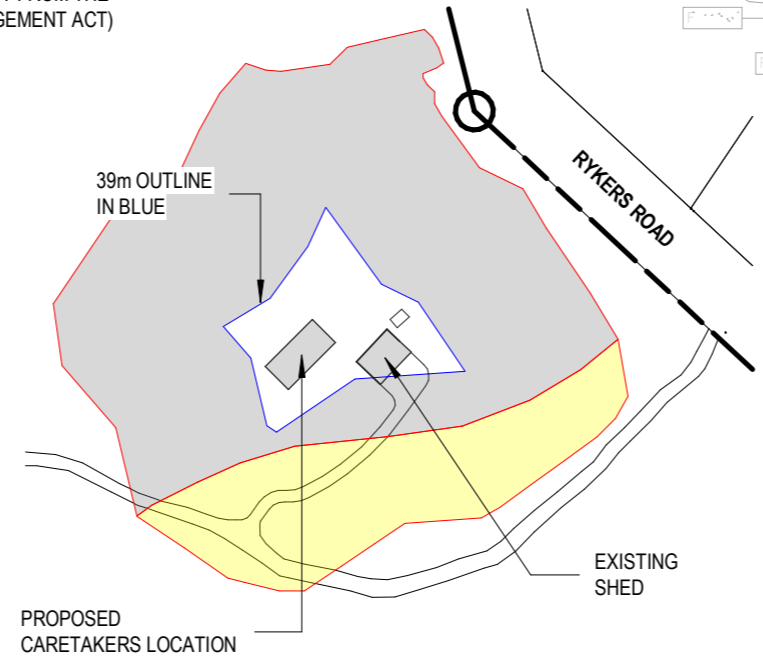 GEMENT ACT)
39m OUTLINE
IN BLUE
RYKERS ROAD
EXISTING
SHED
PROPOSED
CARETAKERS LOCATION